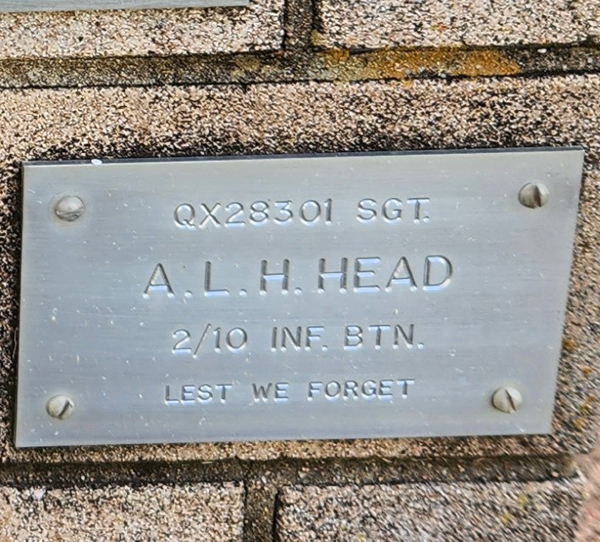 QX28301 SGT.
A.L.H. HEAD
2/10 INF. BTN.
LEST WE FORGET